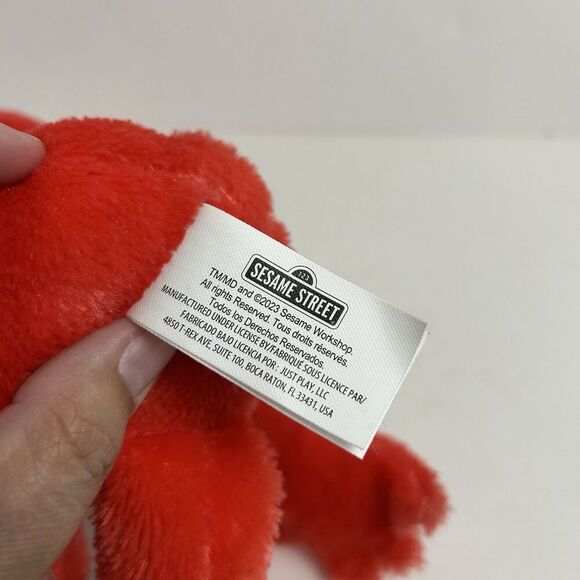 123
SESAME STREET
TM/MD and ©2023 Sesame Workshop.
All rights Reserved. Tous droits réservés.
Todos los Derechos Reservados.
MANUFACTURED UNDER LICENSE BY/FABRIQUÉ SOUS LICENCE PAR/
FABRICADO BAJO LICENCIA POR: JUST PLAY, LLC
4850 T-REX AVE. SUITE 100, BOCA RATON, FL 33431, USA